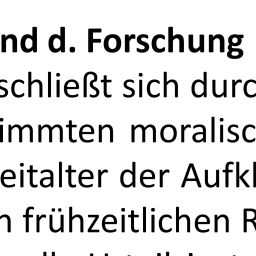 nd d. Forschung
schließt sich durc
immten moralisc
eitalter der Aufk
n frühzeitlichen R